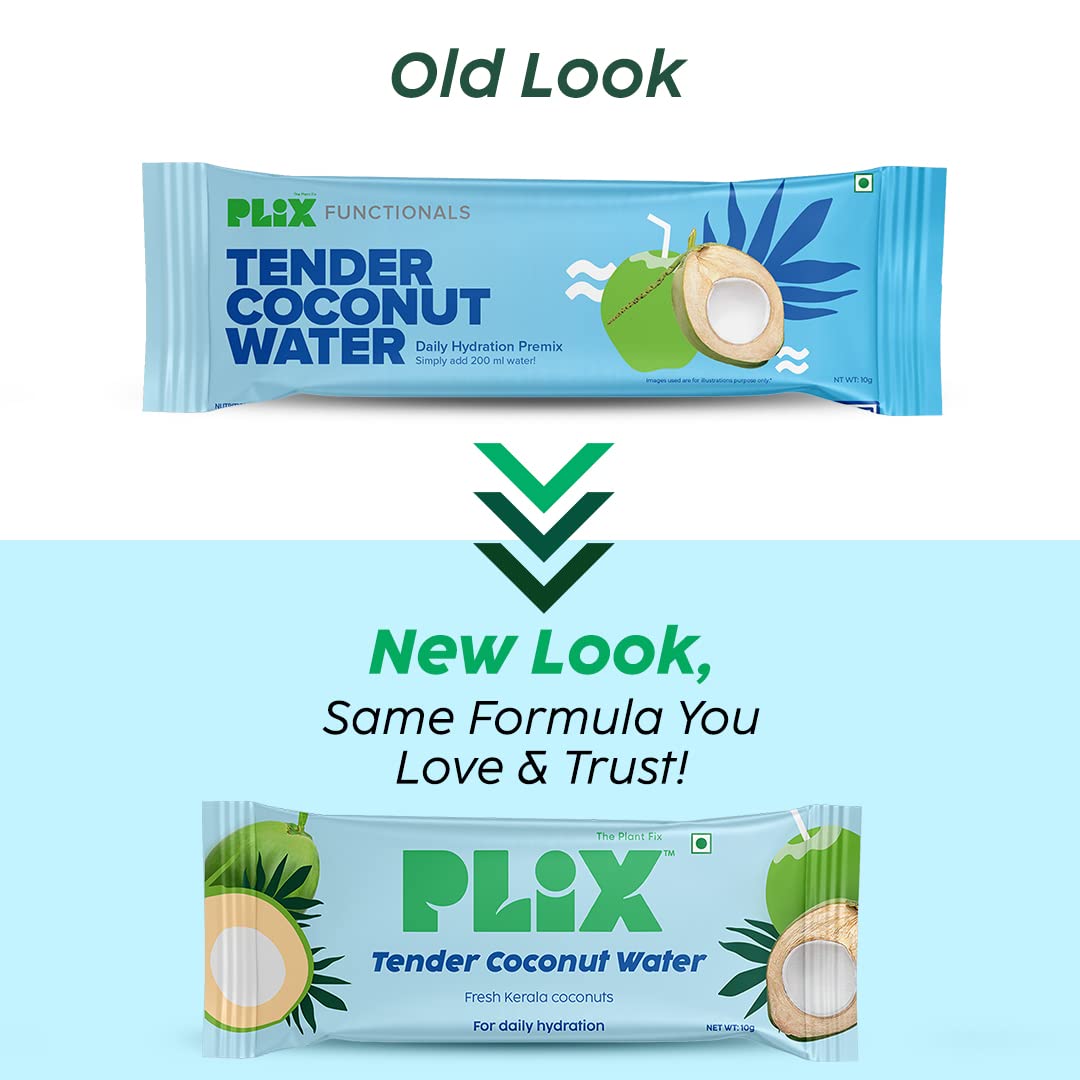 Old Look
The Plant Fix
PLiX FUNCTIONALS
TENDER
COCONUT
WATER
Daily Hydration Premix
Simply add 200 ml water!
Images used are for illustrations purpose only.*
NT WT: 10g
New Look,
Same Formula You
Love & Trust!
The Plant Fix
PLiX™
Tender Coconut Water
Fresh Kerala coconuts
For daily hydration
NET WT: 10g